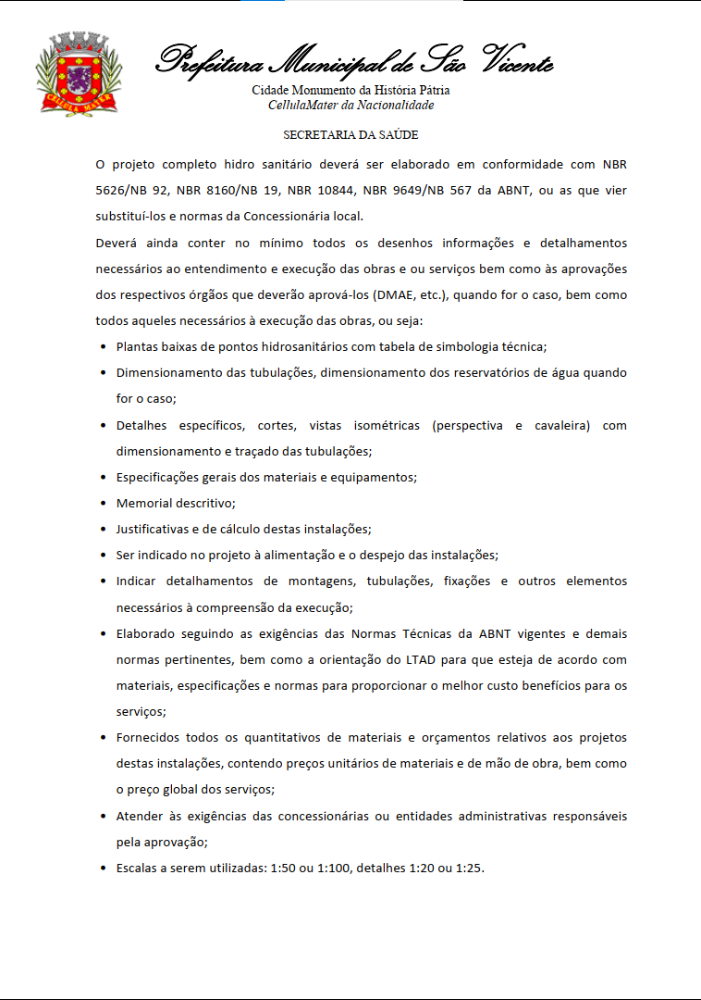 Prefeitura Municipal de São Vicente
Cidade Monumento da História Pátria
CellulaMater da Nacionalidade
CELLULA MATER
SECRETARIA DA SAÚDE
O projeto completo hidro sanitário deverá ser elaborado em conformidade com NBR
5626/NB 92, NBR 8160/NB 19, NBR 10844, NBR 9649/NB 567 da ABNT, ou as que vier
substituí-los e normas da Concessionária local.
Deverá ainda conter no mínimo todos os desenhos informações e detalhamentos
necessários ao entendimento e execução das obras e ou serviços bem como às aprovações
dos respectivos órgãos que deverão aprová-los (DMAE, etc.), quando for o caso, bem como
todos aqueles necessários à execução das obras, ou seja:
• Plantas baixas de pontos hidrosanitários com tabela de simbologia técnica;
• Dimensionamento das tubulações, dimensionamento dos reservatórios de água quando
for o caso;
• Detalhes específicos, cortes, vistas isométricas (perspectiva e cavaleira) com
dimensionamento e traçado das tubulações;
• Especificações gerais dos materiais e equipamentos;
• Memorial descritivo;
• Justificativas e de cálculo destas instalações;
• Ser indicado no projeto à alimentação e o despejo das instalações;
• Indicar detalhamentos de montagens, tubulações, fixações e outros elementos
necessários à compreensão da execução;
• Elaborado seguindo as exigências das Normas Técnicas da ABNT vigentes e demais
normas pertinentes, bem como a orientação do LTAD para que esteja de acordo com
materiais, especificações e normas para proporcionar o melhor custo benefícios para os
serviços;
• Fornecidos todos os quantitativos de materiais e orçamentos relativos aos projetos
destas instalações, contendo preços unitários de materiais e de mão de obra, bem como
o preço global dos serviços;
• Atender às exigências das concessionárias ou entidades administrativas responsáveis
pela aprovação;
• Escalas a serem utilizadas: 1:50 ou 1:100, detalhes 1:20 ou 1:25.